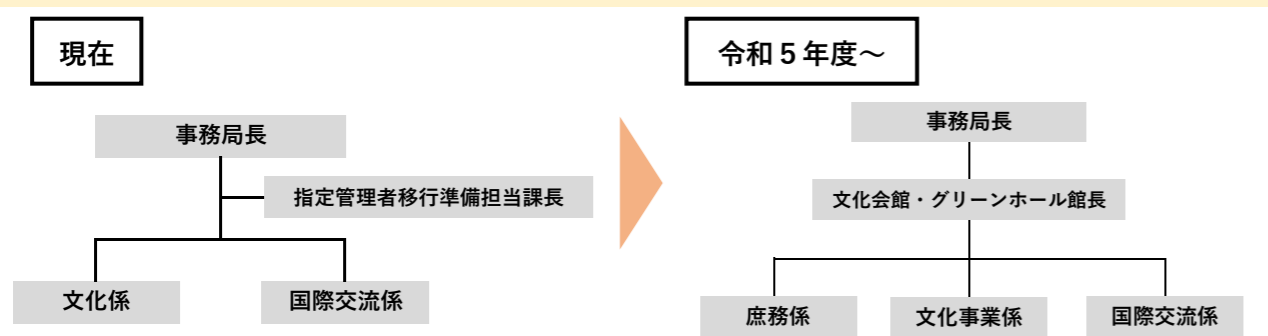 現在
事務局長
指定管理者移行準備担当課長
文化係
国際交流係
令和5年度～
事務局長
文化会館・グリーンホール館長
庶務係
文化事業係
国際交流係